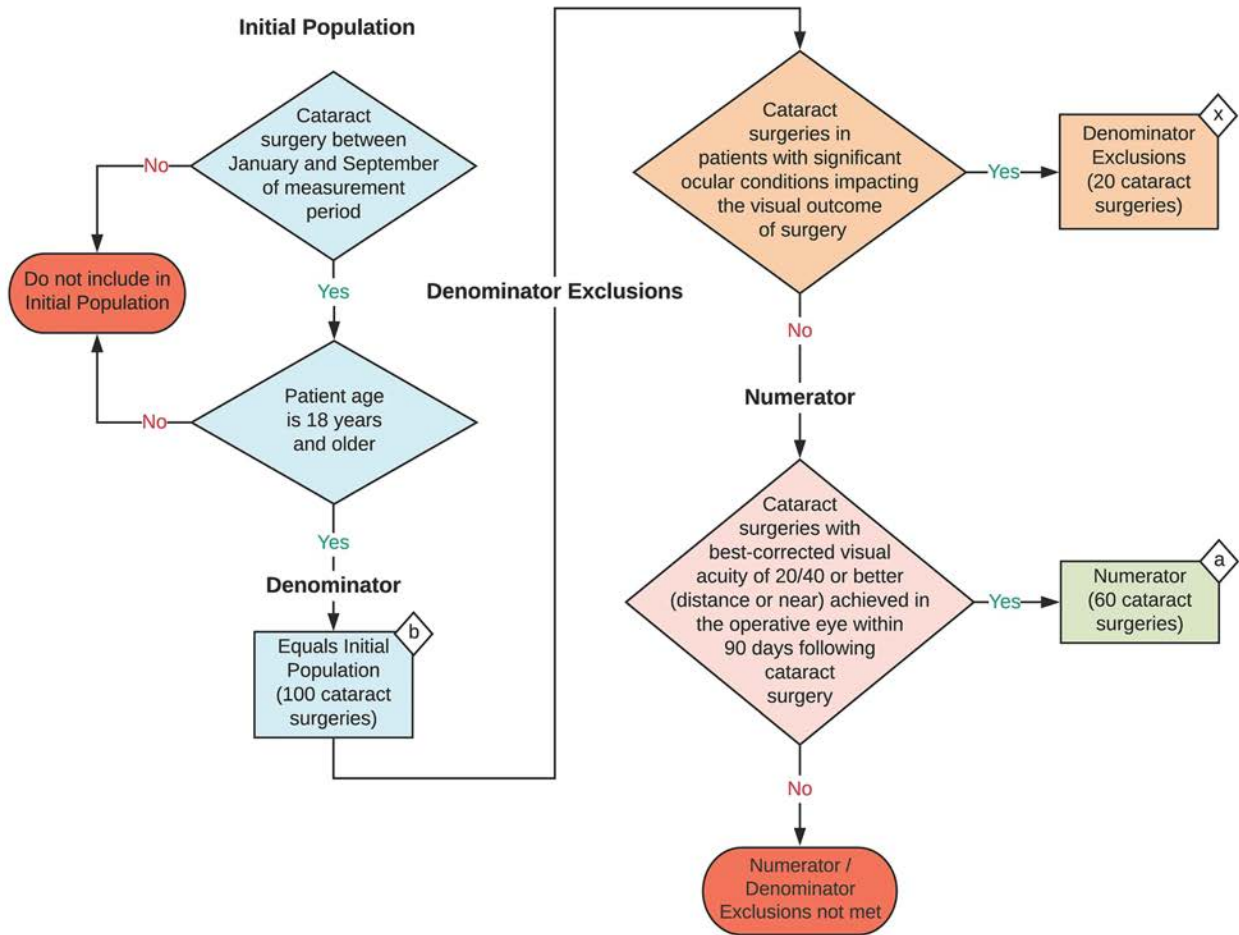 Initial Population
Cataract
surgery between
January and September
of measurement
period
No
Do not include in
Initial Population
Yes
Patient age
is 18 years
and older
No
Yes
Denominator
b
Equals Initial
Population
(100 cataract
surgeries)
Denominator Exclusions
Cataract
surgeries in
patients with significant
ocular conditions impacting
the visual outcome
of surgery
Yes
x
Denominator
Exclusions
(20 cataract
surgeries)
No
Numerator
Cataract
surgeries with
best-corrected visual
acuity of 20/40 or better
(distance or near) achieved in
the operative eye within
90 days following
cataract
surgery
Yes
a
Numerator
(60 cataract
surgeries)
No
Numerator /
Denominator
Exclusions not met